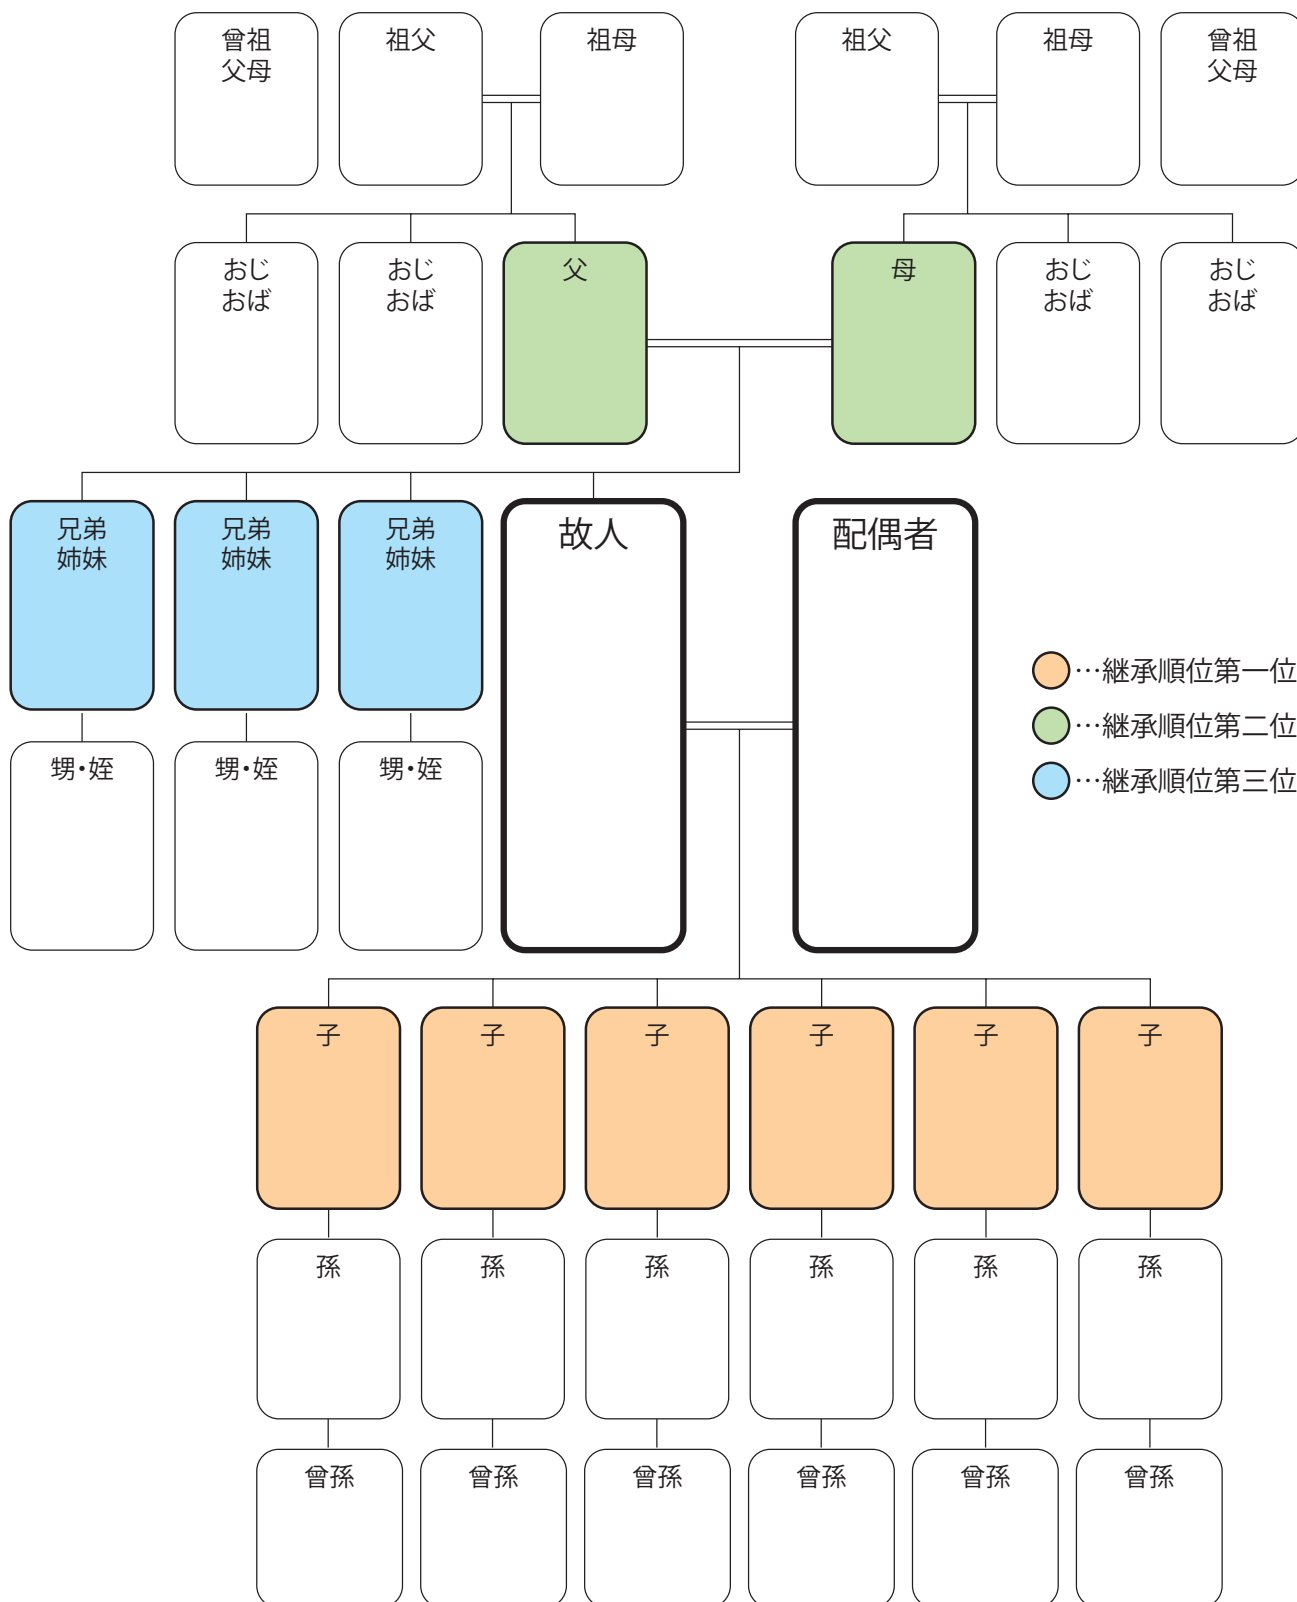 曾祖
父母
祖父
祖母
祖父
祖母
曾祖
父母
おじ
おば
おじ
おば
父
母
おじ
おば
おじ
おば
兄弟
姉妹
兄弟
姉妹
兄弟
姉妹
故人
配偶者
…継承順位第一位
…継承順位第二位
…継承順位第三位
甥・姪
甥・姪
甥・姪
子
子
子
子
子
子
孫
孫
孫
孫
孫
孫
曾孫
曾孫
曾孫
曾孫
曾孫
曾孫